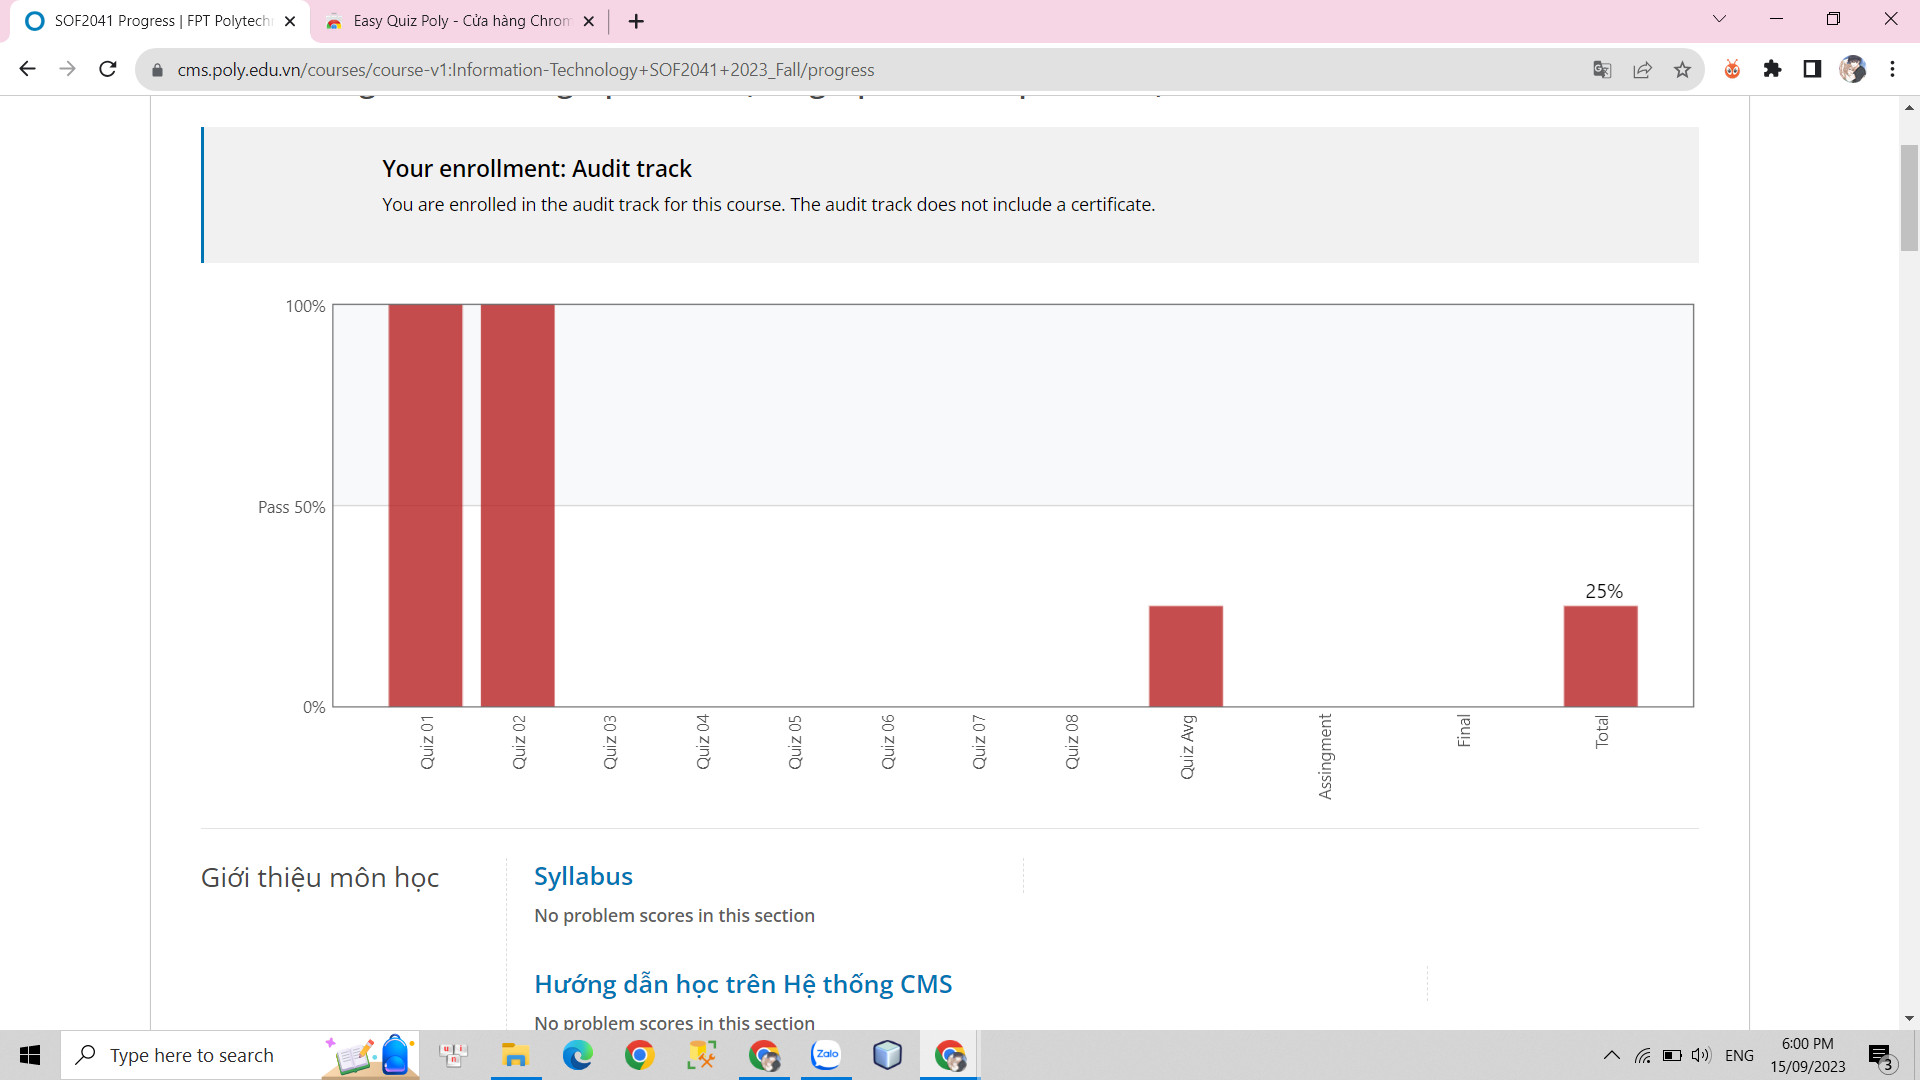 SOF2041 Progress | FPT Polytech
Easy Quiz Poly - Cửa hàng Chrom
cms.poly.edu.vn/courses/course-v1:Information-Technology+SOF2041+2023_Fall/progress
Your enrollment: Audit track
You are enrolled in the audit track for this course. The audit track does not include a certificate.
100%
Pass 50%
0%
25%
Quiz 01
Quiz 02
Quiz 03
Quiz 04
Quiz 05
Quiz 06
Quiz 07
Quiz 08
Quiz Avg
Assingment
Final
Total
Giới thiệu môn học
Syllabus
No problem scores in this section
Hướng dẫn học trên Hệ thống CMS
No problem scores in this section
Type here to search
Zalo
ENG
6:00 PM
15/09/2023
3